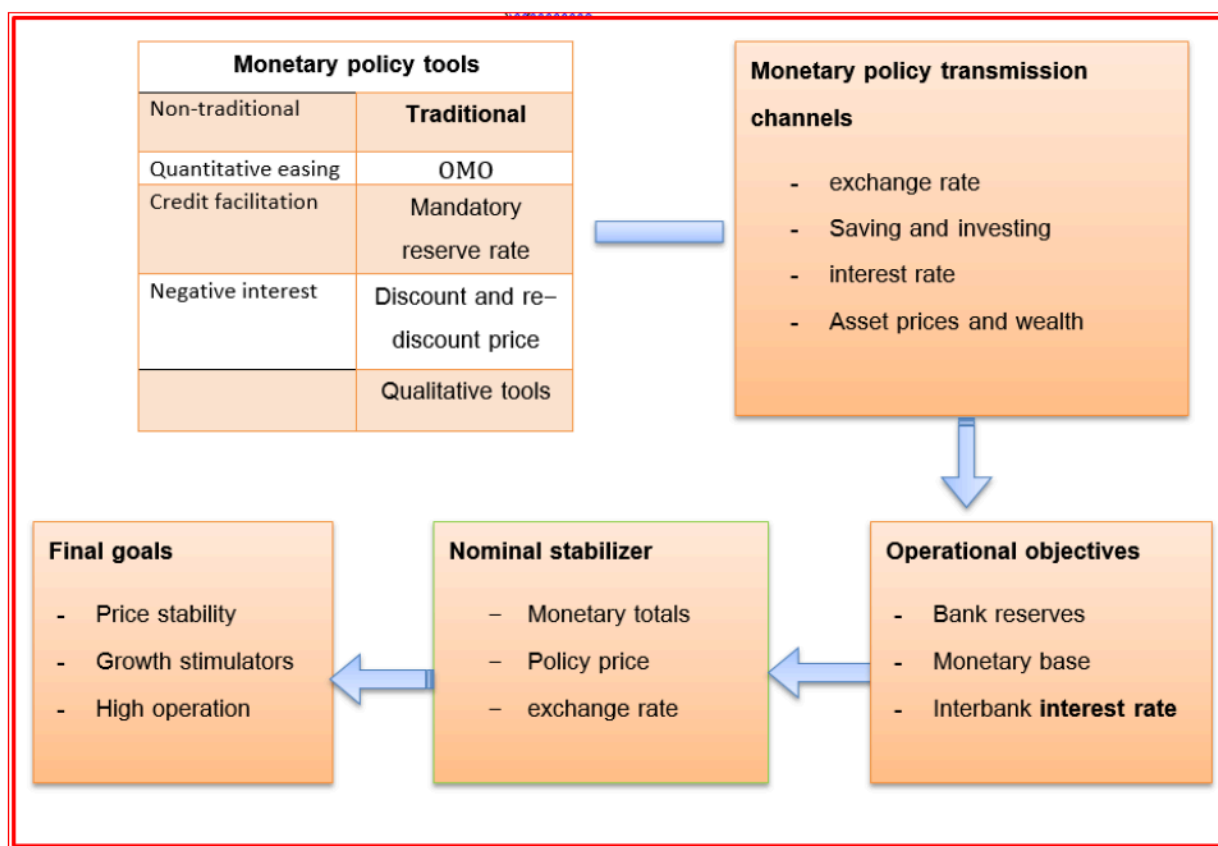 Monetary policy tools
Non-traditional
Traditional
Quantitative easing
OMO
Credit facilitation
Mandatory
reserve rate
Negative interest
Discount and re–
discount price
Qualitative tools
Monetary policy transmission
channels
- exchange rate
- Saving and investing
- interest rate
- Asset prices and wealth
Final goals
- Price stability
- Growth stimulators
- High operation
Nominal stabilizer
– Monetary totals
– Policy price
– exchange rate
Operational objectives
- Bank reserves
- Monetary base
- Interbank interest rate